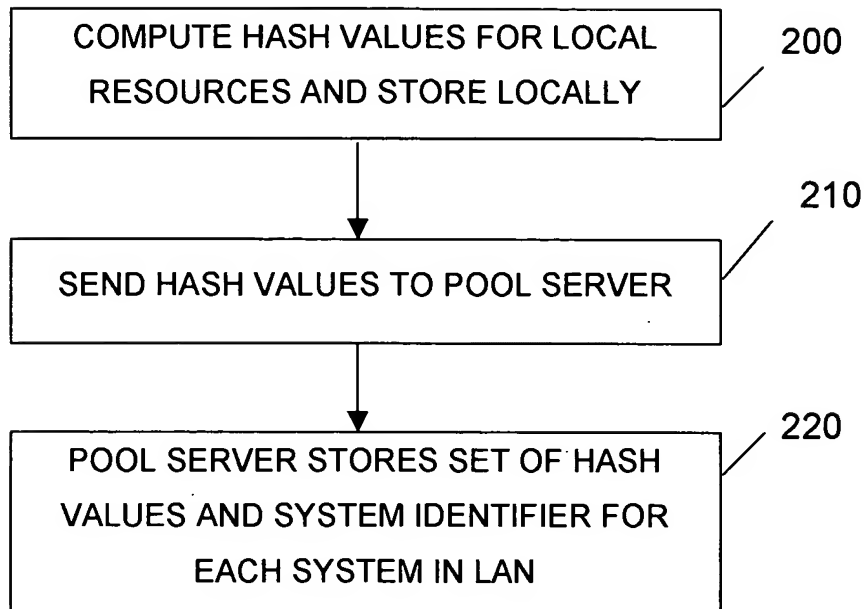 COMPUTE HASH VALUES FOR LOCAL
RESOURCES AND STORE LOCALLY
200
210
SEND HASH VALUES TO POOL SERVER
220
POOL SERVER STORES SET OF HASH
VALUES AND SYSTEM IDENTIFIER FOR
EACH SYSTEM IN LAN